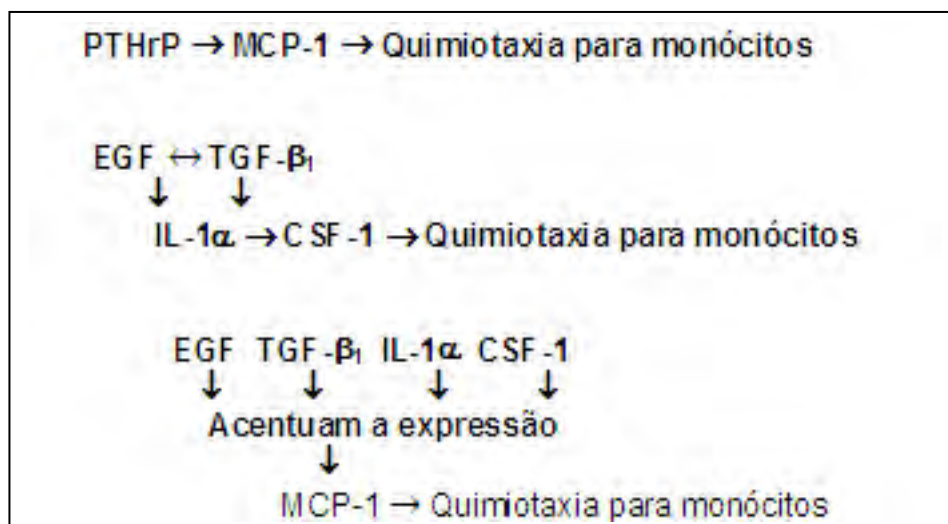 PTHrP → MCP-1 → Quimiotaxia para monócitos
EGF ↔ TGF-β₁
↓ ↓
IL-1α → CSF-1 → Quimiotaxia para monócitos
EGF TGF-β₁ IL-1α CSF-1
↓ ↓ ↓ ↓
Acentuam a expressão
↓
MCP-1 → Quimiotaxia para monócitos